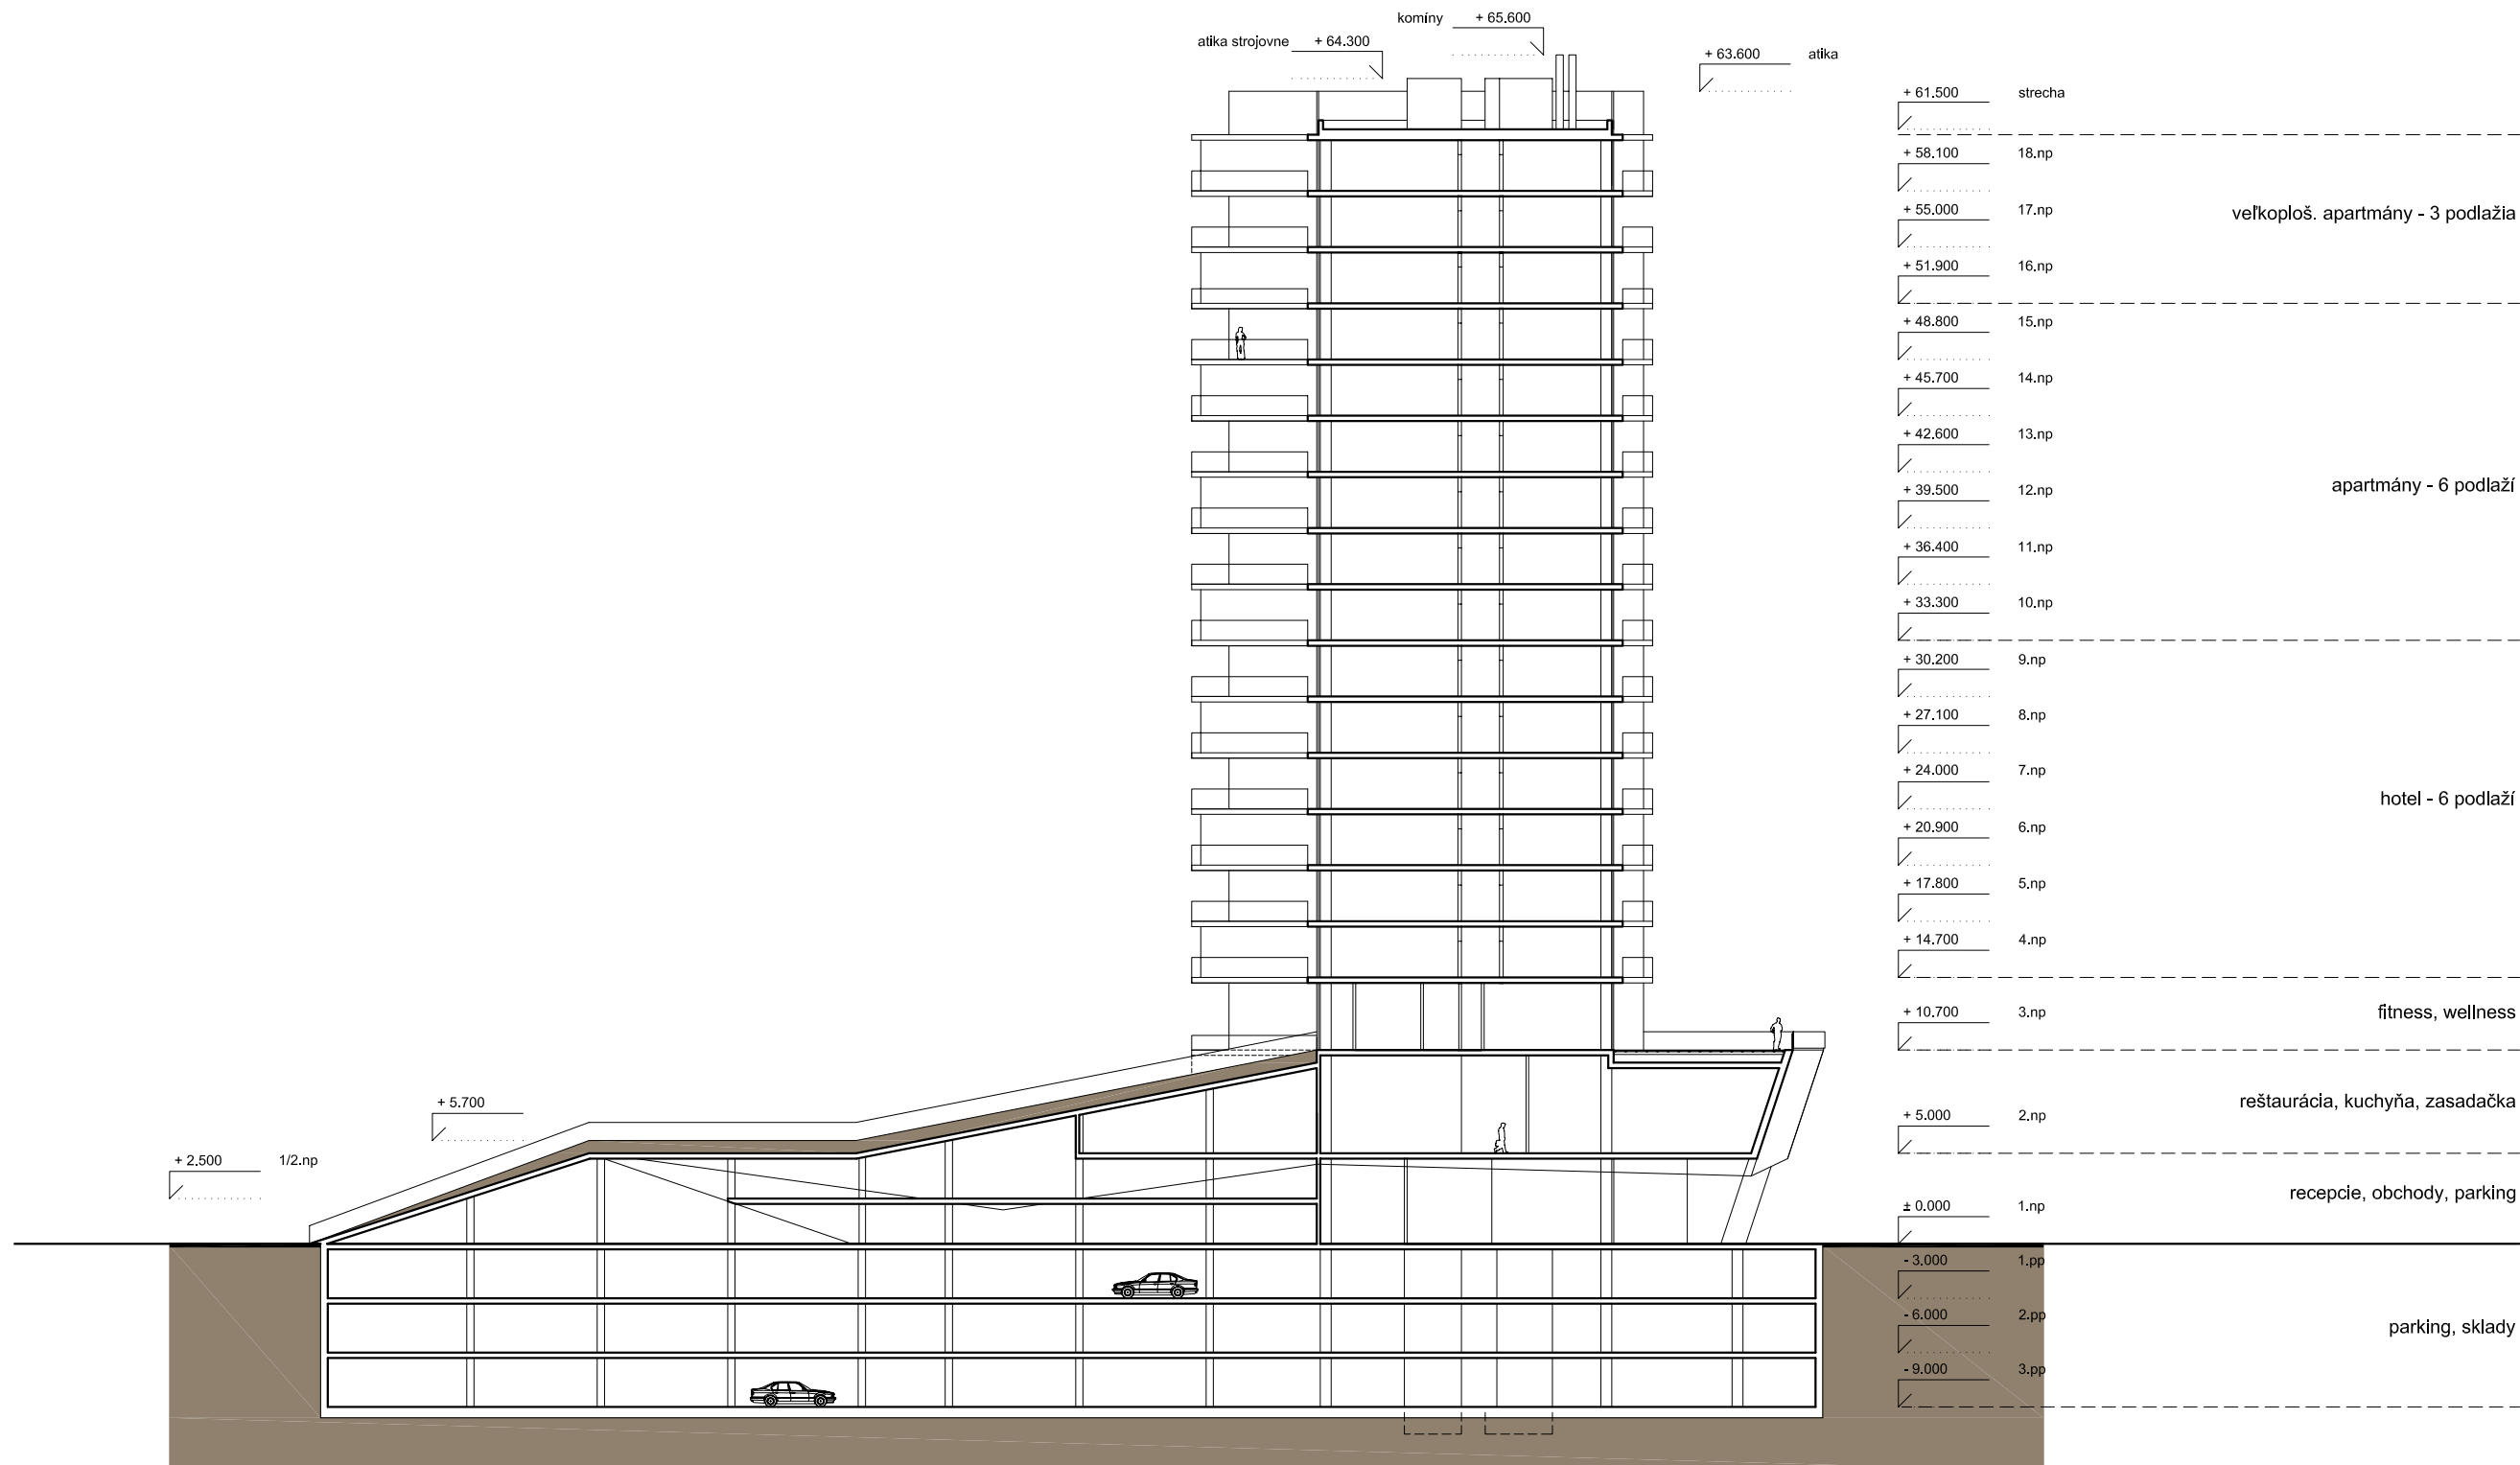 komíny + 65.600
atika strojovne + 64.300
+ 63.600 atika
+ 61.500 strecha
+ 58.100 18.np
+ 55.000 17.np
veľkoploš. apartmány - 3 podlažia
+ 51.900 16.np
+ 48.800 15.np
+ 45.700 14.np
+ 42.600 13.np
+ 39.500 12.np
apartmány - 6 podlaží
+ 36.400 11.np
+ 33.300 10.np
+ 30.200 9.np
+ 27.100 8.np
+ 24.000 7.np
hotel - 6 podlaží
+ 20.900 6.np
+ 17.800 5.np
+ 14.700 4.np
+ 10.700 3.np
fitness, wellness
+ 5.700
reštaurácia, kuchyňa, zasadačka
+ 5.000 2.np
+ 2.500 1/2.np
recepcie, obchody, parking
± 0.000 1.np
- 3.000 1.pp
- 6.000 2.pp
parking, sklady
- 9.000 3.pp